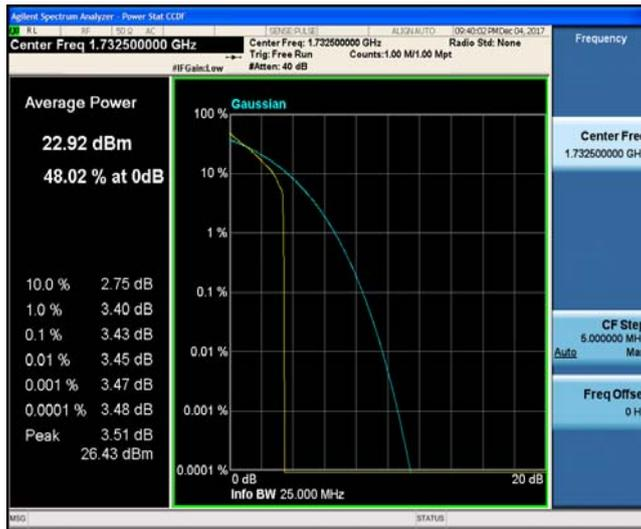 Agilent Spectrum Analyzer - Power Stat CCDF
RL RF 50 Ω AC SENSE:PULSE ALIGN AUTO 09:40:02 PM Dec 04, 2017
Center Freq 1.732500000 GHz
Center Freq: 1.732500000 GHz Radio Std: None
Trig: Free Run Counts:1.00 M/1.00 Mpt
#IFGain:Low #Atten: 40 dB
Frequency
Average Power
22.92 dBm
48.02 % at 0dB
10.0 % 2.75 dB
1.0 % 3.40 dB
0.1 % 3.43 dB
0.01 % 3.45 dB
0.001 % 3.47 dB
0.0001 % 3.48 dB
Peak 3.51 dB
26.43 dBm
Gaussian
100 %
10 %
1 %
0.1 %
0.01 %
0.001 %
0.0001 %
0 dB 20 dB
Info BW 25.000 MHz
Center Fre
1.732500000 GH
CF Step
5.000000 MH
Auto Ma
Freq Offse
0 H
MSG STATUS